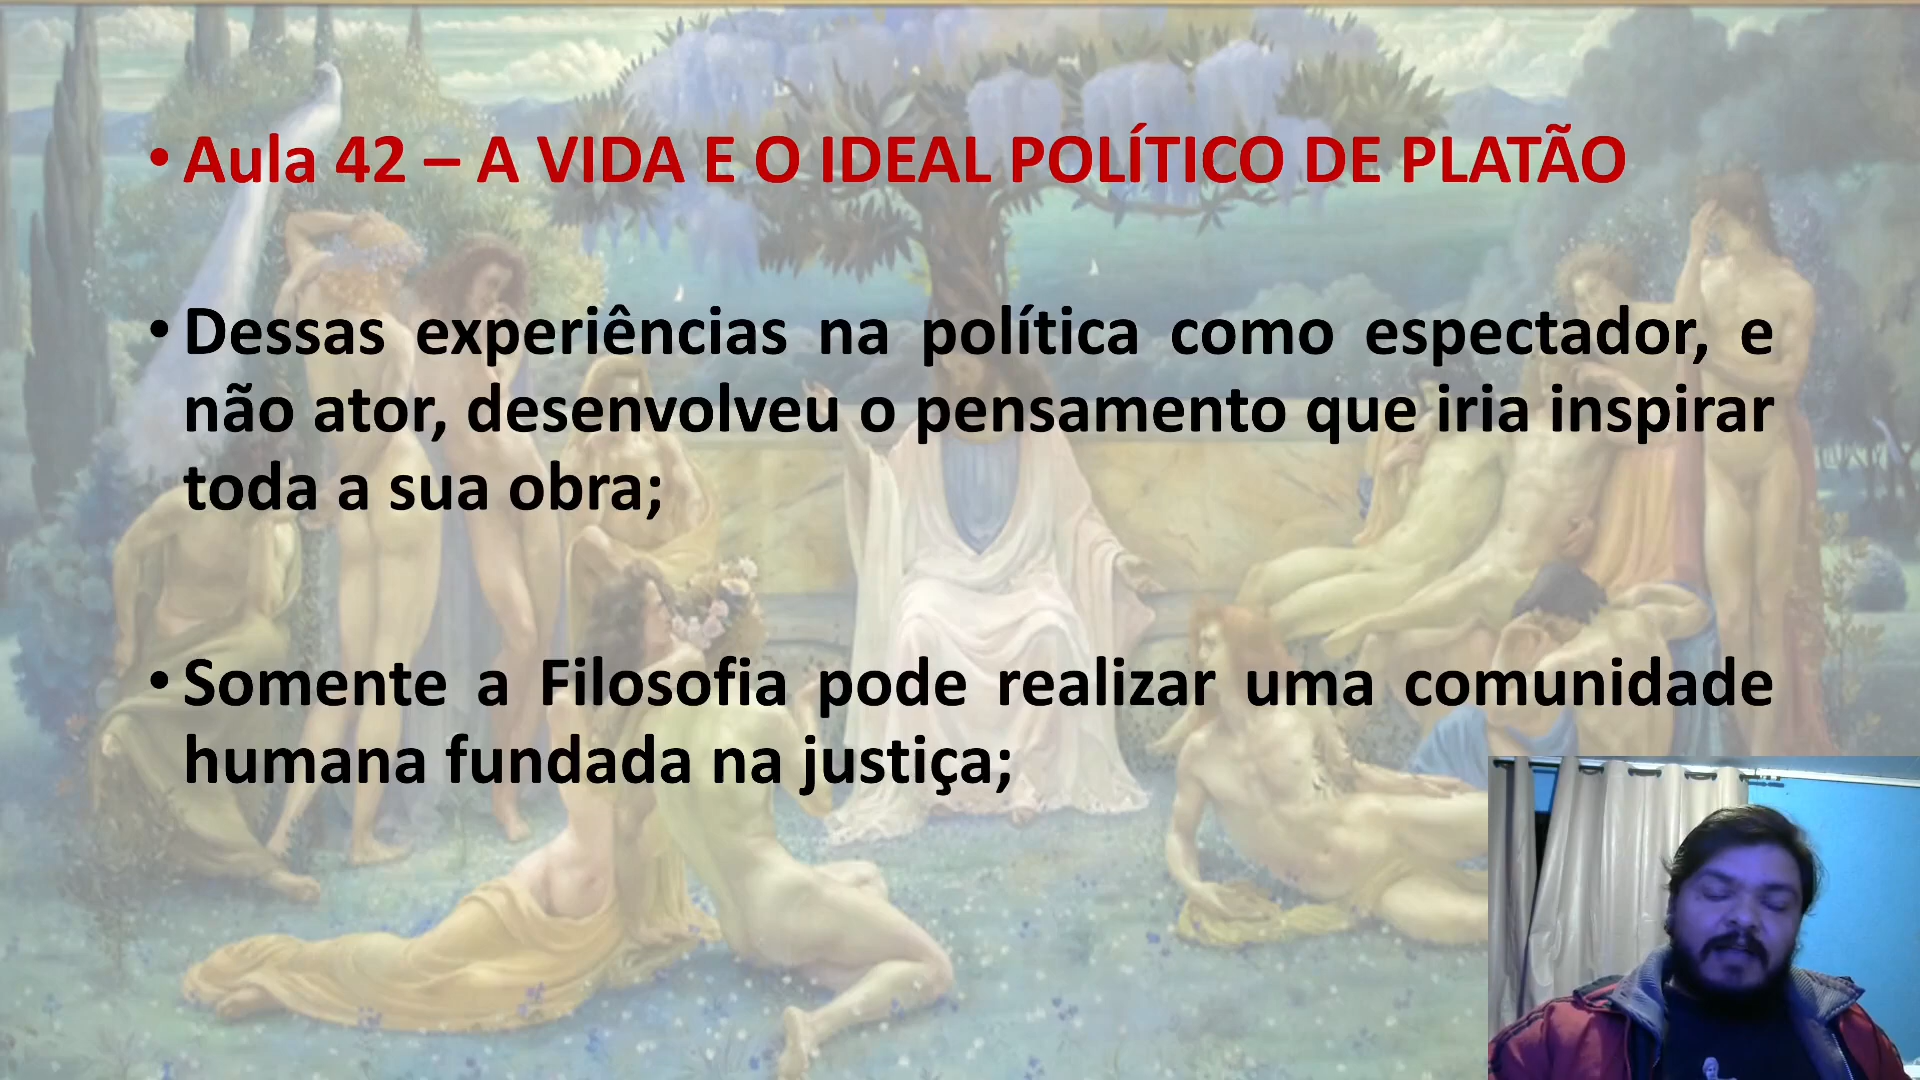 • Aula 42 – A VIDA E O IDEAL POLÍTICO DE PLATÃO
• Dessas experiências na política como espectador, e
não ator, desenvolveu o pensamento que iria inspirar
toda a sua obra;
• Somente a Filosofia pode realizar uma comunidade
humana fundada na justiça;